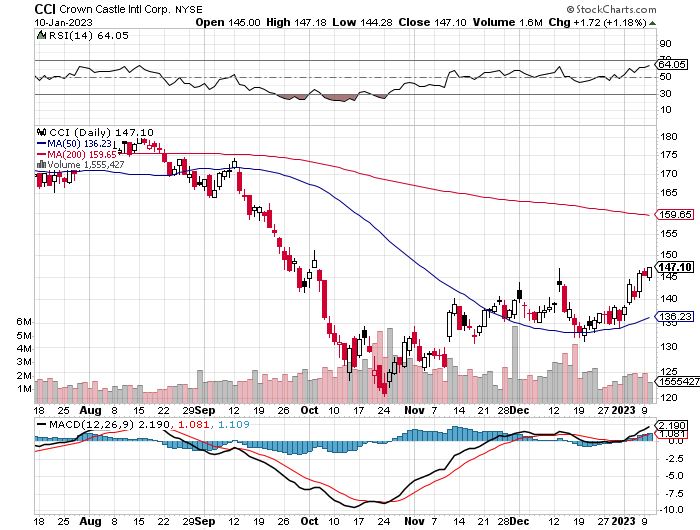 CCI Crown Castle Intl Corp. NYSE
© StockCharts.com
10-Jan-2023
Open 145.00 High 147.18 Low 144.28 Close 147.10 Volume 1.6M Chg +1.72 (+1.18%)
RSI(14) 64.05
90
70
64.05
50
30
10
CCI (Daily) 147.10
MA(50) 136.23
MA(200) 159.65
Volume 1,555,427
180
175
170
165
160
159.65
155
150
147.10
145
140
136.23
135
130
125
120
1555427
6M
5M
4M
3M
2M
1M
18 25 Aug 8 15 22 29 Sep 12 19 26 Oct 10 17 24 Nov 7 14 21 28 Dec 12 19 27 2023 9
MACD(12,26,9) 2.190, 1.081, 1.109
2.190
1.081
0.0
-2.5
-5.0
-7.5
-10.0
18 25 Aug 8 15 22 29 Sep 12 19 26 Oct 10 17 24 Nov 7 14 21 28 Dec 12 19 27 2023 9